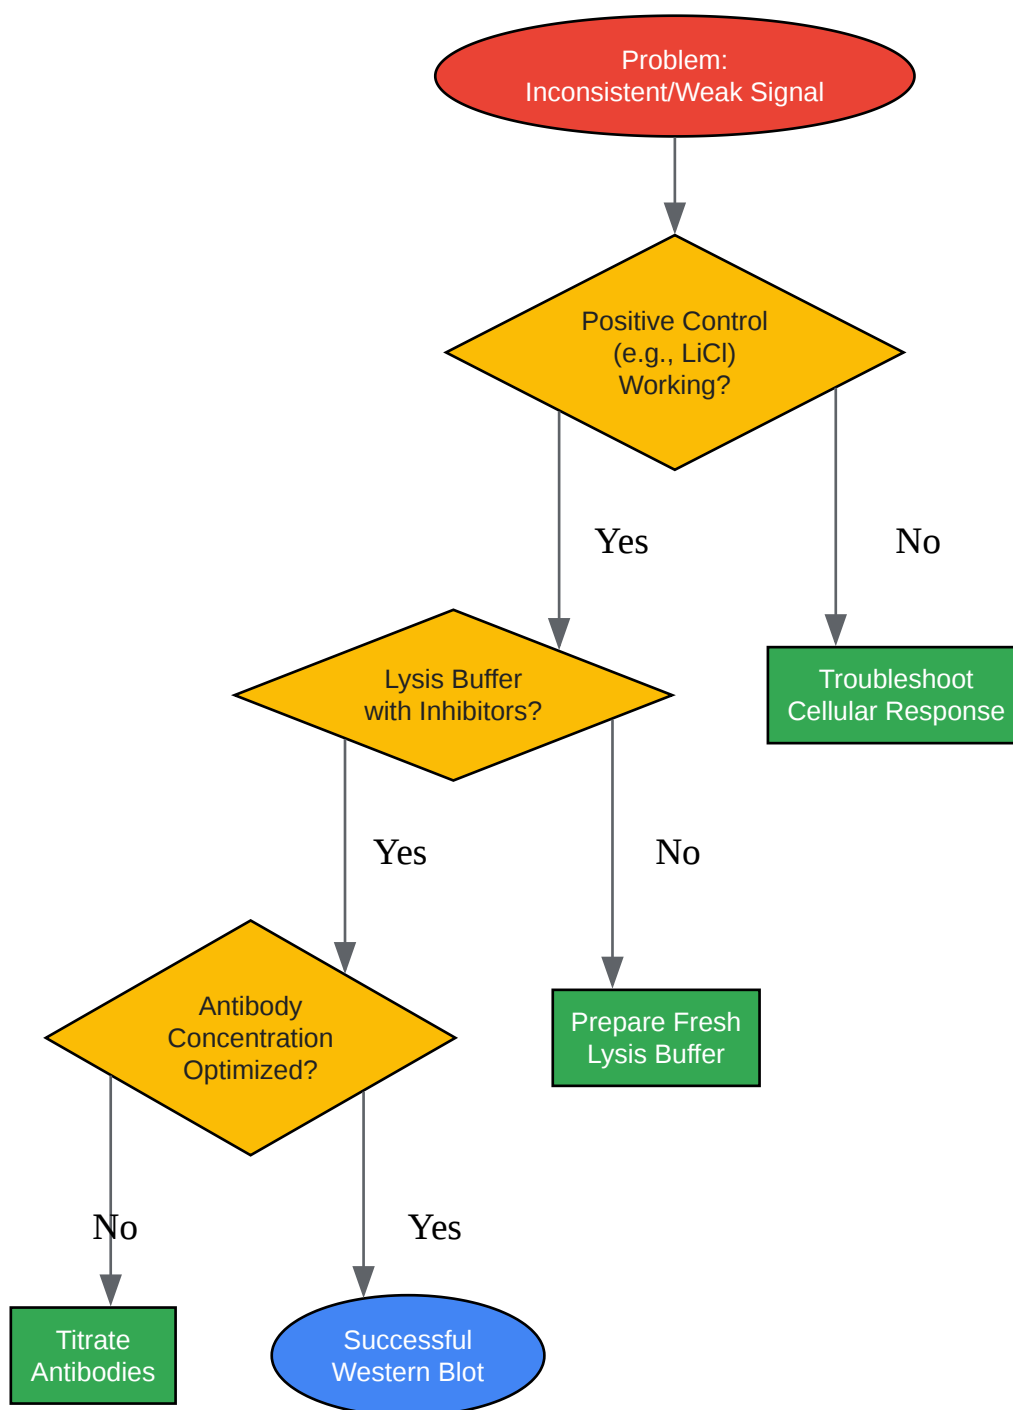 Problem:
Inconsistent/Weak Signal
Positive Control
(e.g., LiCl)
Working?
Yes
No
Lysis Buffer
with Inhibitors?
Troubleshoot
Cellular Response
Yes
No
Antibody
Concentration
Optimized?
Prepare Fresh
Lysis Buffer
No
Yes
Titrate
Antibodies
Successful
Western Blot